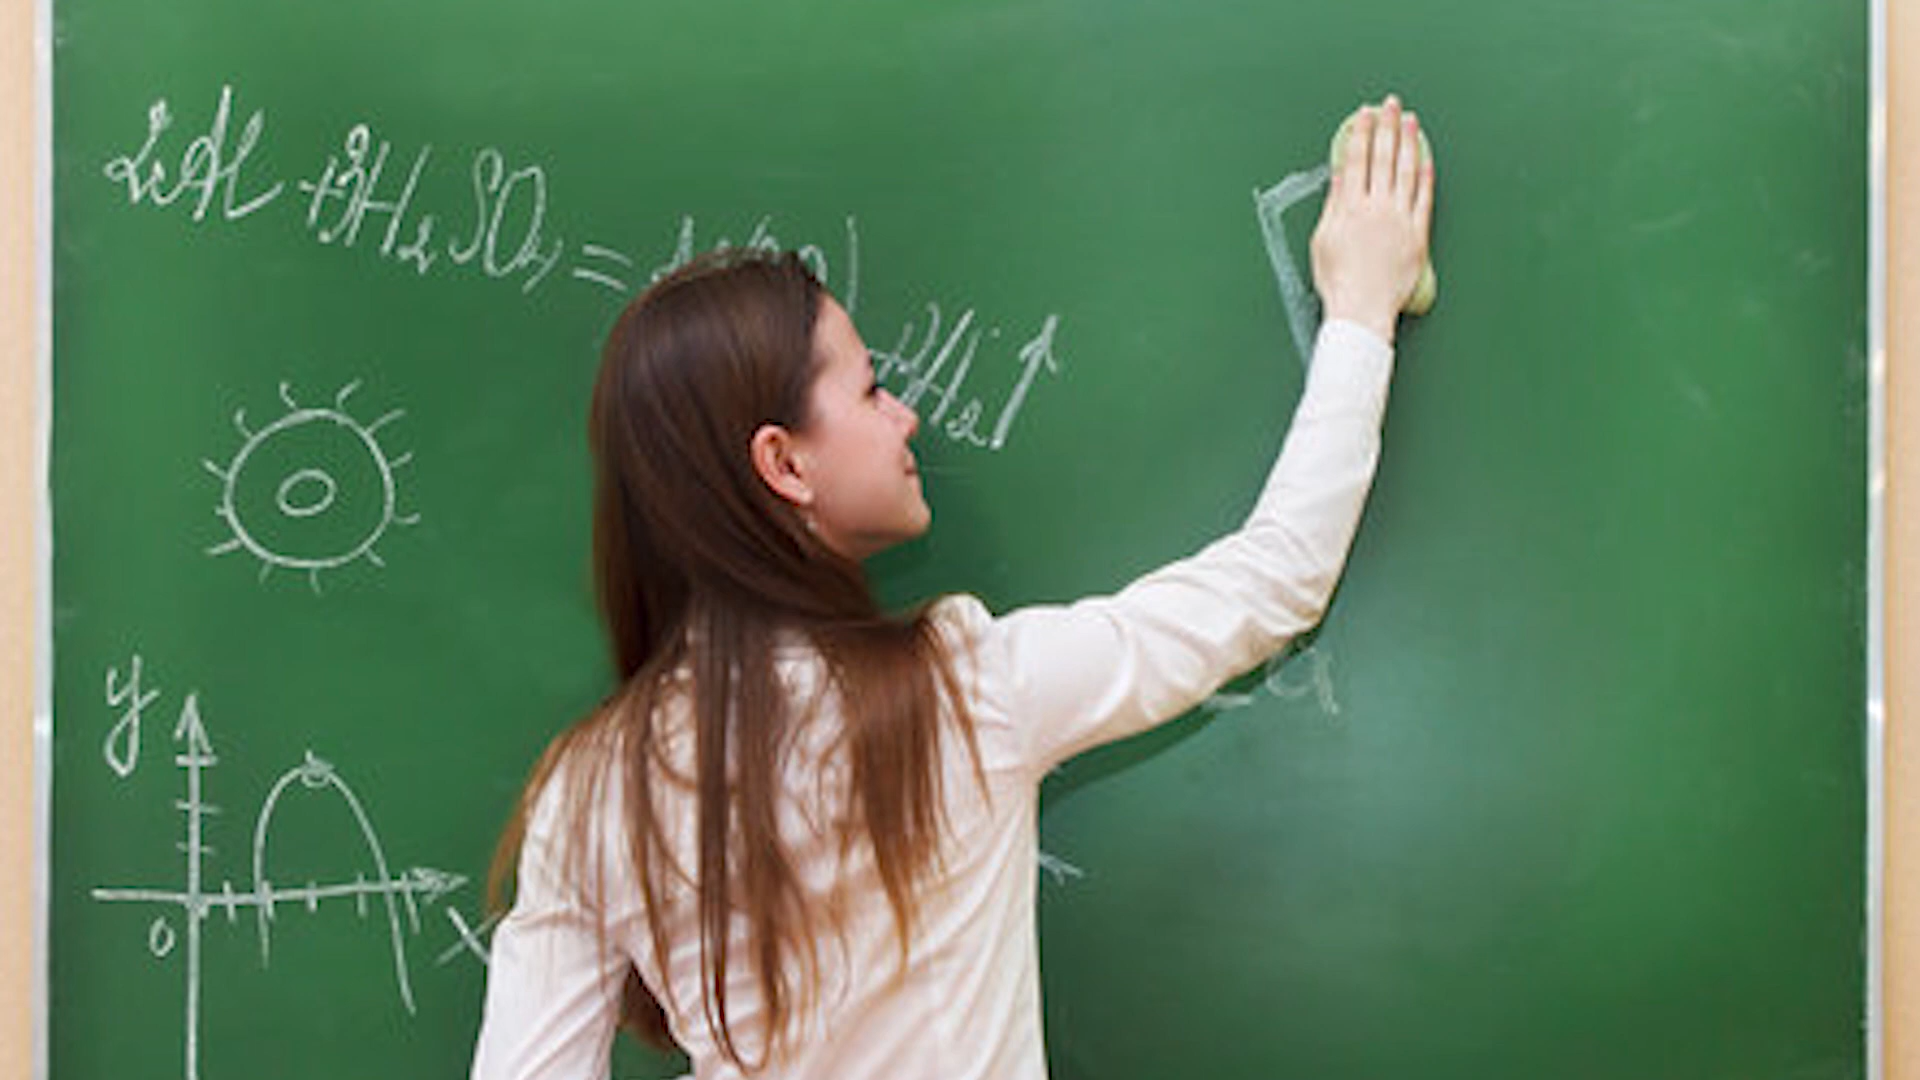 2Al + 3H₂SO₄ =
+ 3H₂↑
y
0
x